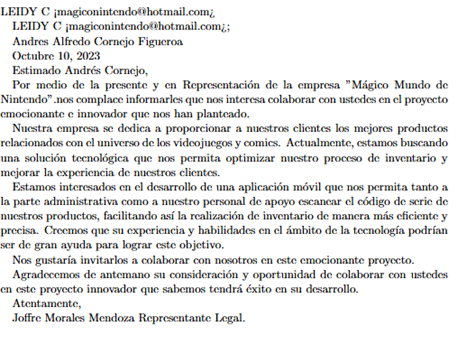 LEIDY C ¡magiconintendo@hotmail.com¿
LEIDY C ¡magiconintendo@hotmail.com¿;
Andres Alfredo Cornejo Figueroa
Octubre 10, 2023
Estimado Andrés Cornejo,
Por medio de la presente y en Representación de la empresa "Mágico Mundo de
Nintendo".nos complace informarles que nos interesa colaborar con ustedes en el proyecto
emocionante e innovador que nos han planteado.
Nuestra empresa se dedica a proporcionar a nuestros clientes los mejores productos
relacionados con el universo de los videojuegos y comics. Actualmente, estamos buscando
una solución tecnológica que nos permita optimizar nuestro proceso de inventario y
mejorar la experiencia de nuestros clientes.
Estamos interesados en el desarrollo de una aplicación móvil que nos permita tanto a
la parte administrativa como a nuestro personal de apoyo escanear el código de serie de
nuestros productos, facilitando así la realización de inventario de manera más eficiente y
precisa. Creemos que su experiencia y habilidades en el ámbito de la tecnología podrían
ser de gran ayuda para lograr este objetivo.
Nos gustaría invitarlos a colaborar con nosotros en este emocionante proyecto.
Agradecemos de antemano su consideración y oportunidad de colaborar con ustedes
en este proyecto innovador que sabemos tendrá éxito en su desarrollo.
Atentamente,
Joffre Morales Mendoza Representante Legal.